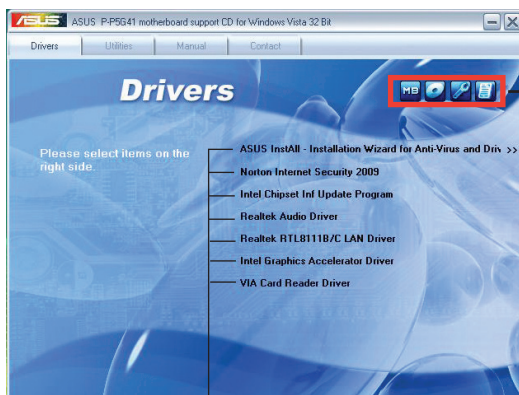 ASUS P-P5G41 motherboard support CD for Windows Vista 32 Bit
Drivers Utilities Manual Contact
Drivers
MB
Please select items on the
right side.
ASUS InstAll - Installation Wizard for Anti-Virus and Driv >>
Norton Internet Security 2009
Intel Chipset Inf Update Program
Realtek Audio Driver
Realtek RTL8111B/C LAN Driver
Intel Graphics Accelerator Driver
VIA Card Reader Driver